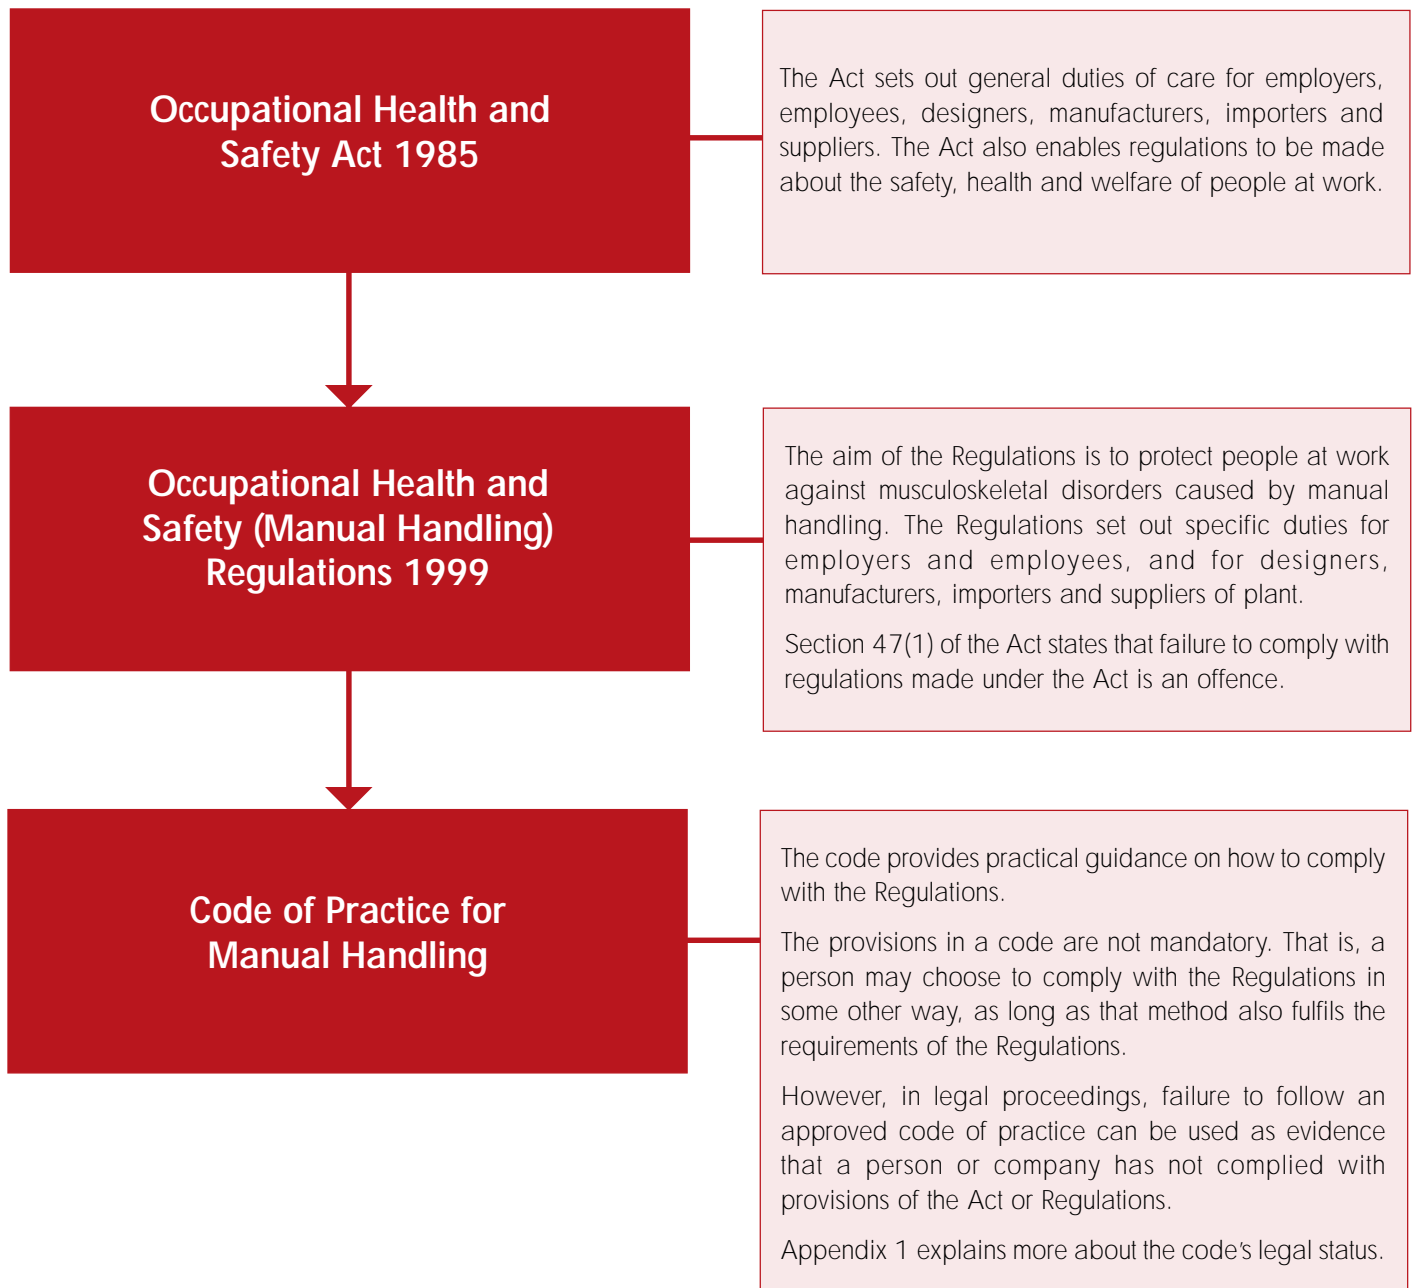 Occupational Health and
Safety Act 1985
The Act sets out general duties of care for employers,
employees, designers, manufacturers, importers and
suppliers. The Act also enables regulations to be made
about the safety, health and welfare of people at work.
Occupational Health and
Safety (Manual Handling)
Regulations 1999
The aim of the Regulations is to protect people at work
against musculoskeletal disorders caused by manual
handling. The Regulations set out specific duties for
employers and employees, and for designers,
manufacturers, importers and suppliers of plant.
Section 47(1) of the Act states that failure to comply with
regulations made under the Act is an offence.
Code of Practice for
Manual Handling
The code provides practical guidance on how to comply
with the Regulations.
The provisions in a code are not mandatory. That is, a
person may choose to comply with the Regulations in
some other way, as long as that method also fulfils the
requirements of the Regulations.
However, in legal proceedings, failure to follow an
approved code of practice can be used as evidence
that a person or company has not complied with
provisions of the Act or Regulations.
Appendix 1 explains more about the code's legal status.